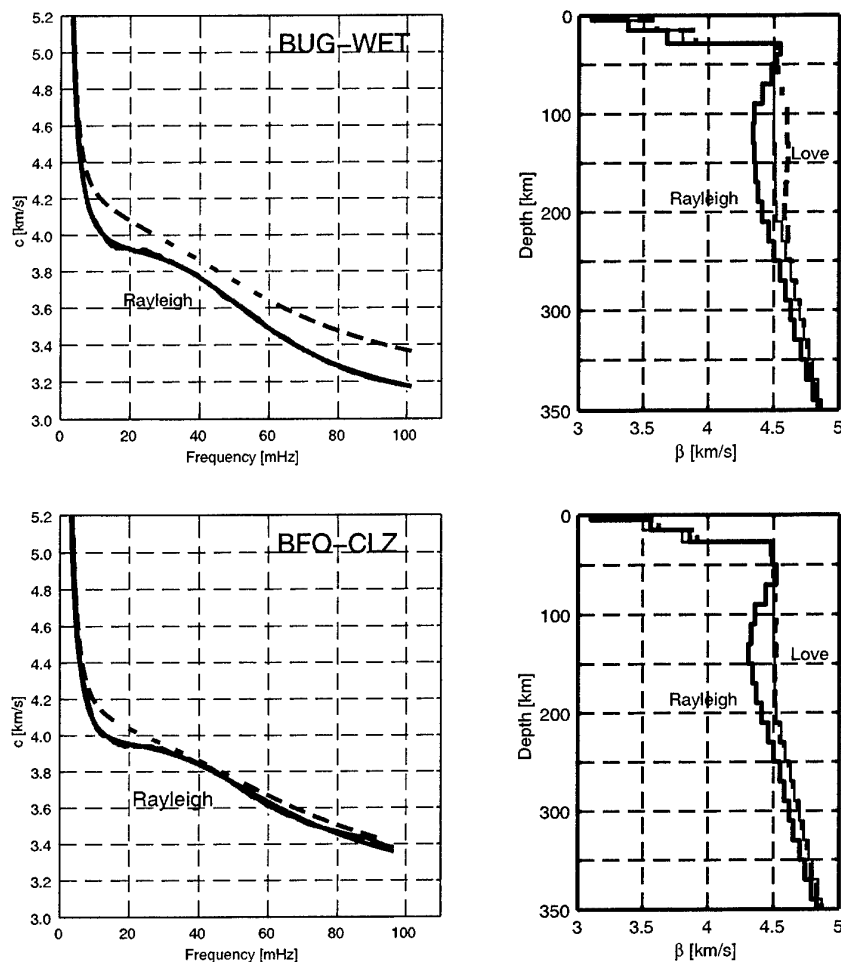 BUG-WET
c [km/s]
5.2
5.0
4.8
4.6
4.4
4.2
4.0
3.8
3.6
3.4
3.2
3.0
Rayleigh
0 20 40 60 80 100
Frequency [mHz]
Depth [km]
0
100
200
300
350
Love
Rayleigh
3 3.5 4 4.5 5
β [km/s]
BFO-CLZ
c [km/s]
5.2
5.0
4.8
4.6
4.4
4.2
4.0
3.8
3.6
3.4
3.2
3.0
Rayleigh
0 20 40 60 80 100
Frequency [mHz]
Depth [km]
0
100
200
300
350
Love
Rayleigh
3 3.5 4 4.5 5
β [km/s]